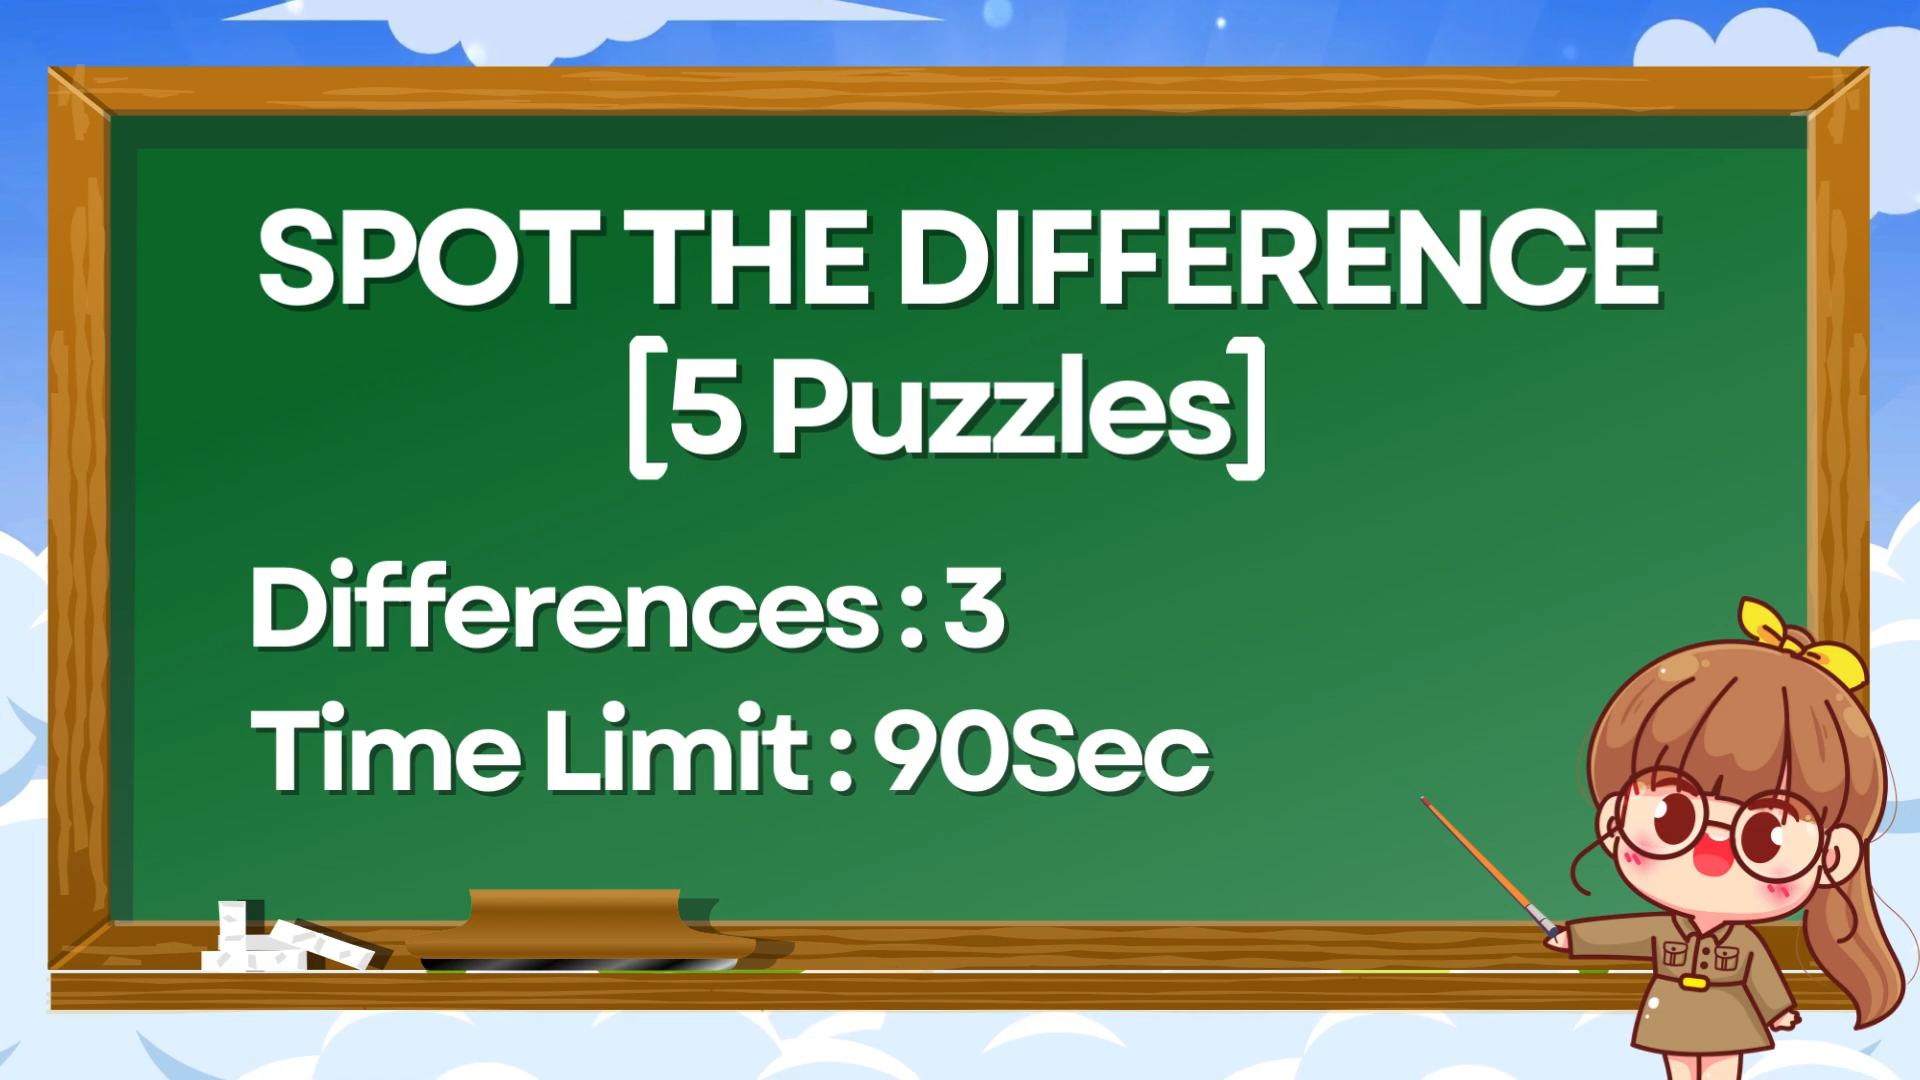 SPOT THE DIFFERENCE
[5 Puzzles]
Differences : 3
Time Limit : 90Sec